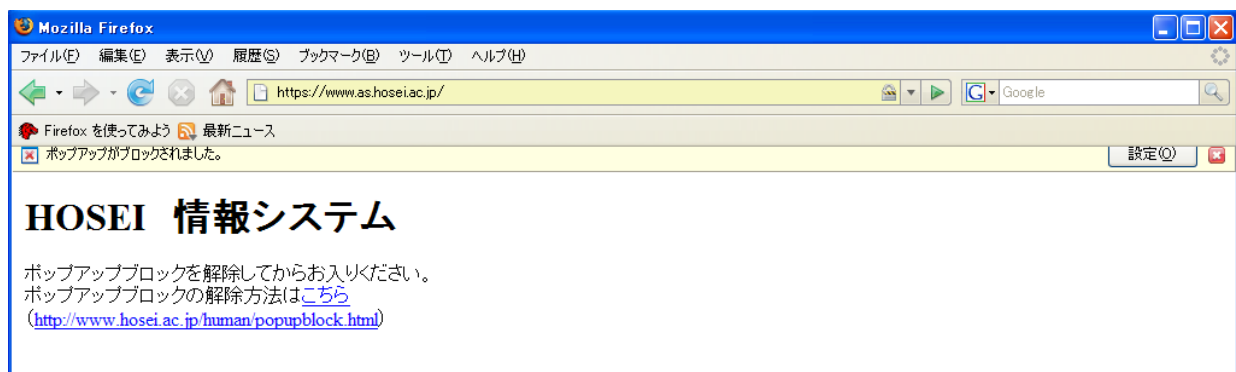 Mozilla Firefox
ファイル(F) 編集(E) 表示(V) 履歴(S) ブックマーク(B) ツール(T) ヘルプ(H)
https://www.as.hosei.ac.jp/ G Google
Firefox を使ってみよう 最新ニュース
ポップアップがブロックされました。 設定(O)
HOSEI 情報システム
ポップアップブロックを解除してからお入りください。
ポップアップブロックの解除方法はこちら
(http://www.hosei.ac.jp/human/popupblock.html)